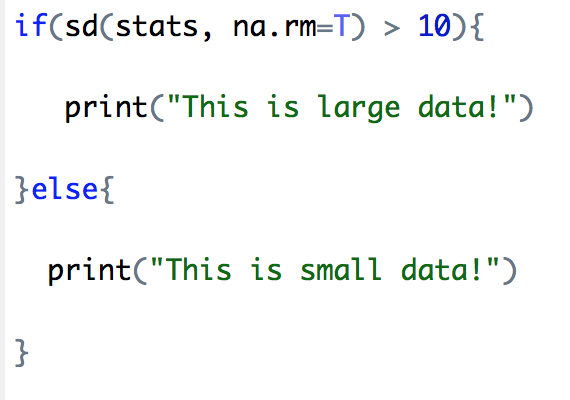 if(sd(stats, na.rm=T) > 10){
print("This is large data!")
}else{
print("This is small data!")
}